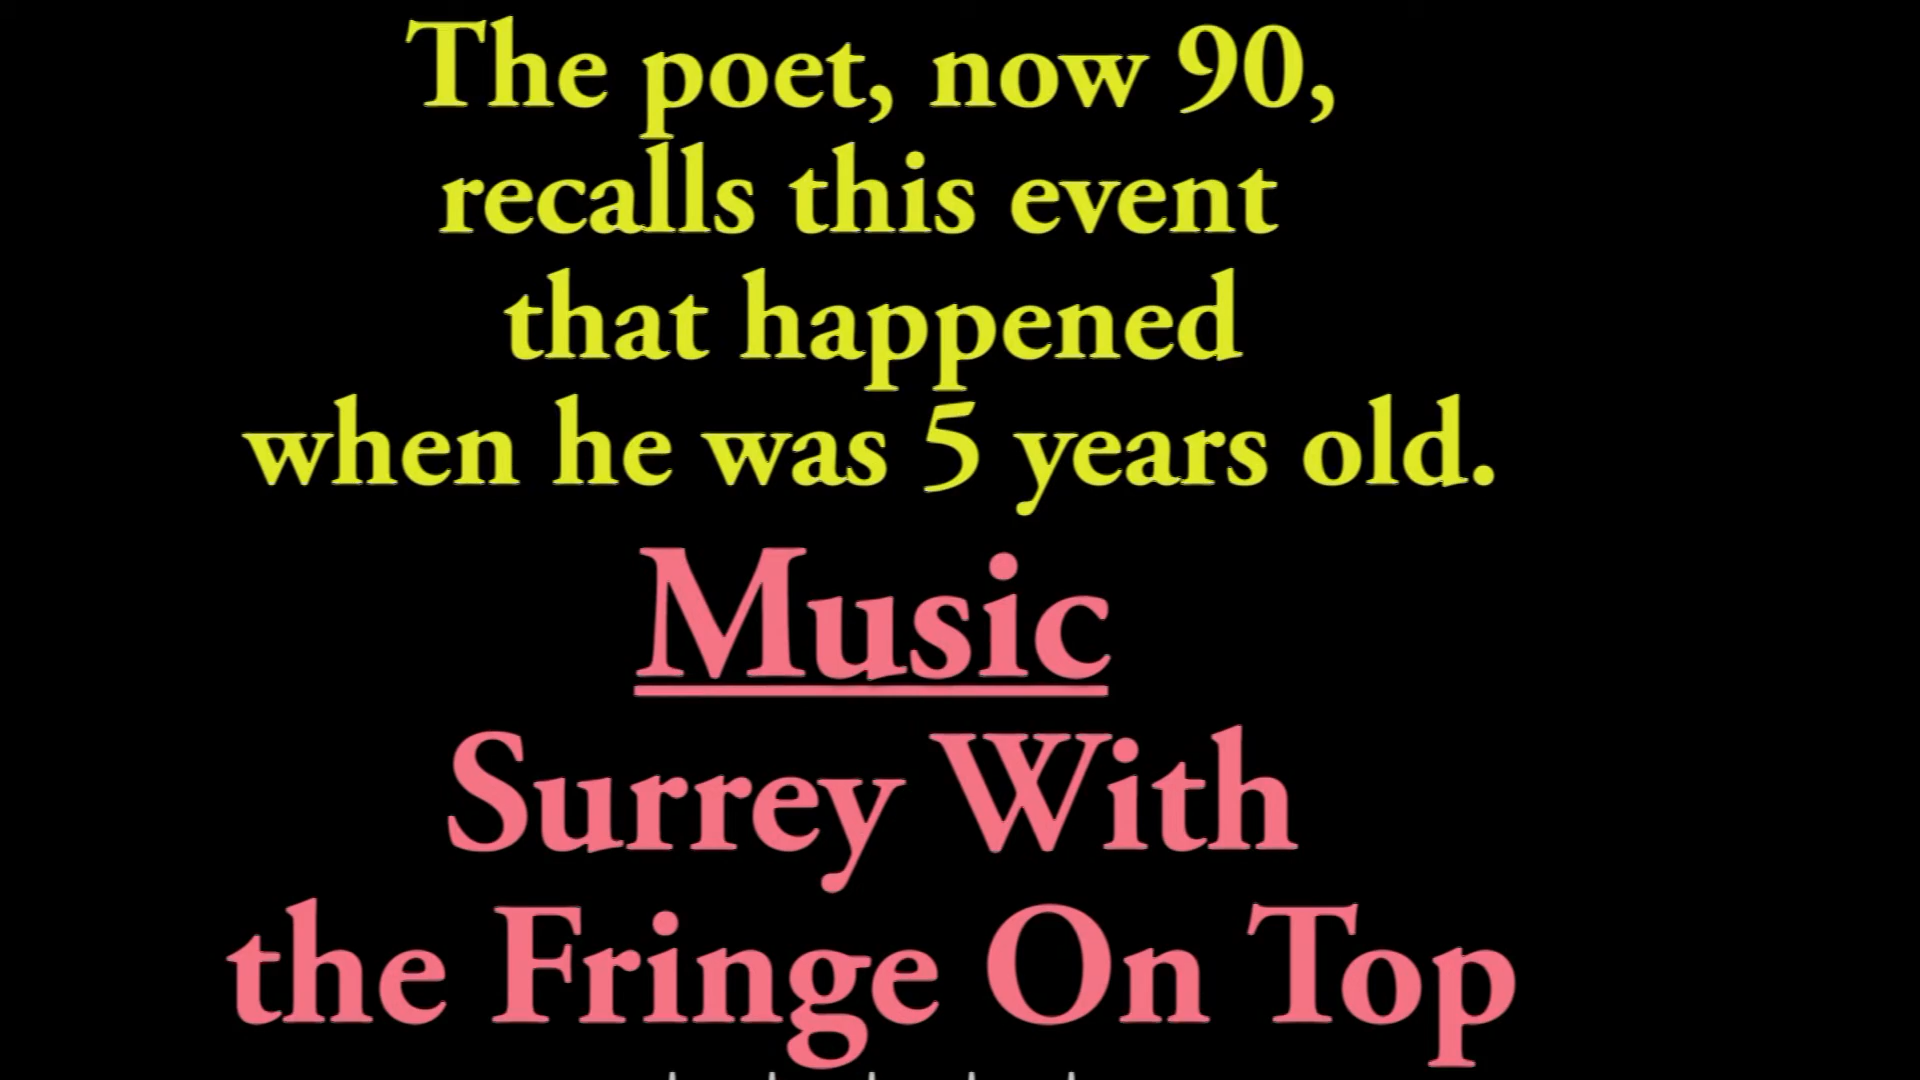 The poet, now 90,
recalls this event
that happened
when he was 5 years old.
Music
Surrey With
the Fringe On Top